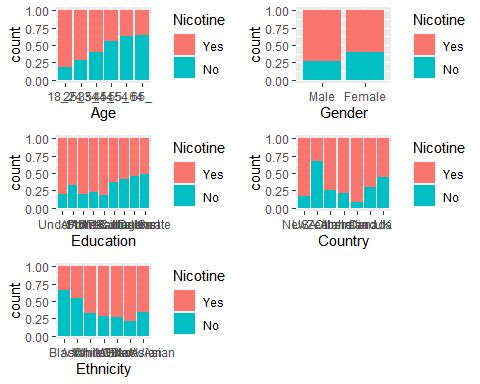 1.00
0.75
0.50
0.25
0.00
count
Age
Nicotine
Yes
No
1.00
0.75
0.50
0.25
0.00
count
Male Female
Gender
Nicotine
Yes
No
1.00
0.75
0.50
0.25
0.00
count
Education
Nicotine
Yes
No
1.00
0.75
0.50
0.25
0.00
count
Country
Nicotine
Yes
No
1.00
0.75
0.50
0.25
0.00
count
Ethnicity
Nicotine
Yes
No